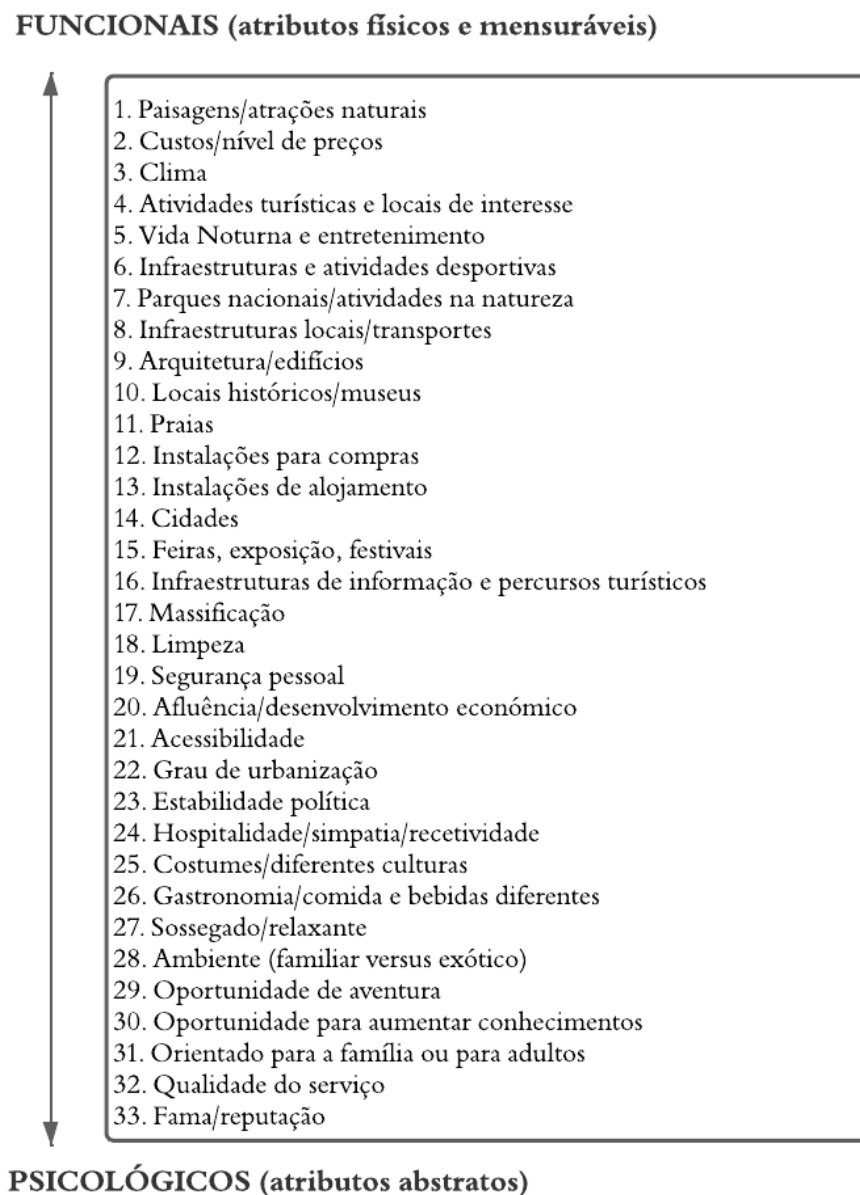 FUNCIONAIS (atributos físicos e mensuráveis)
1. Paisagens/atrações naturais
2. Custos/nível de preços
3. Clima
4. Atividades turísticas e locais de interesse
5. Vida Noturna e entretenimento
6. Infraestruturas e atividades desportivas
7. Parques nacionais/atividades na natureza
8. Infraestruturas locais/transportes
9. Arquitetura/edifícios
10. Locais históricos/museus
11. Praias
12. Instalações para compras
13. Instalações de alojamento
14. Cidades
15. Feiras, exposição, festivais
16. Infraestruturas de informação e percursos turísticos
17. Massificação
18. Limpeza
19. Segurança pessoal
20. Afluência/desenvolvimento económico
21. Acessibilidade
22. Grau de urbanização
23. Estabilidade política
24. Hospitalidade/simpatia/recetividade
25. Costumes/diferentes culturas
26. Gastronomia/comida e bebidas diferentes
27. Sossegado/relaxante
28. Ambiente (familiar versus exótico)
29. Oportunidade de aventura
30. Oportunidade para aumentar conhecimentos
31. Orientado para a família ou para adultos
32. Qualidade do serviço
33. Fama/reputação
PSICOLÓGICOS (atributos abstratos)